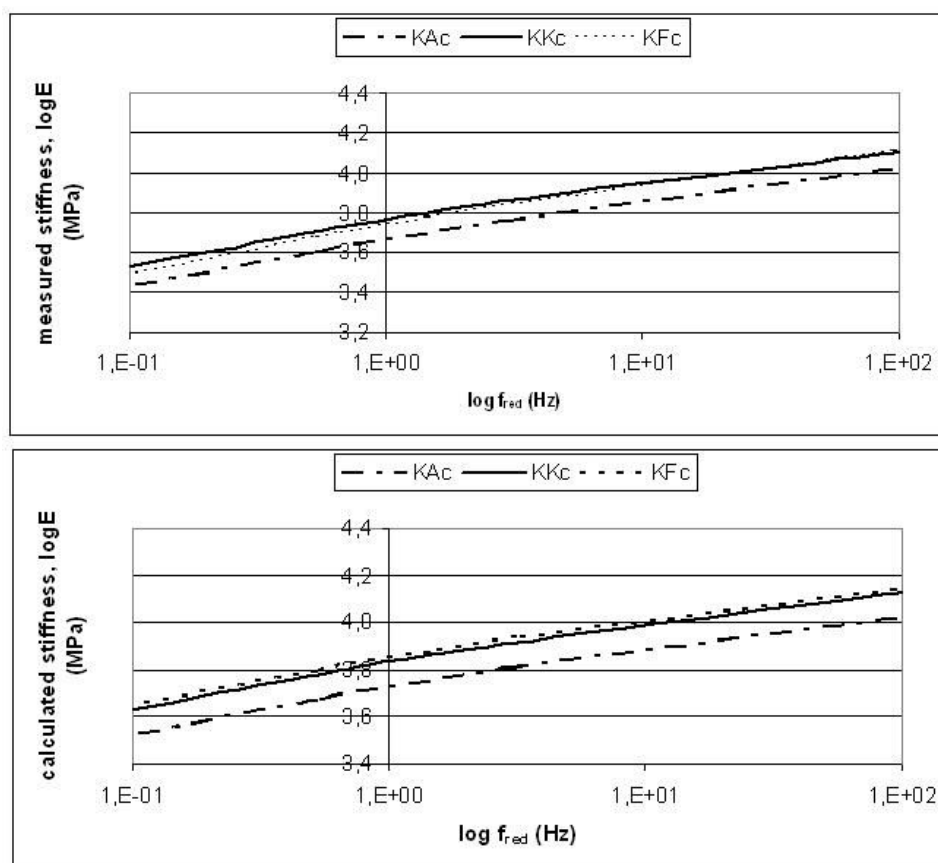 KAc KKc KFc
measured stiffness, logE
(MPa)
4,4
4,2
4,0
3,8
3,6
3,4
3,2
1,E-01 1,E+00 1,E+01 1,E+02
log fred (Hz)
KAc KKc KFc
calculated stiffness, logE
(MPa)
4,4
4,2
4,0
3,8
3,6
3,4
1,E-01 1,E+00 1,E+01 1,E+02
log fred (Hz)